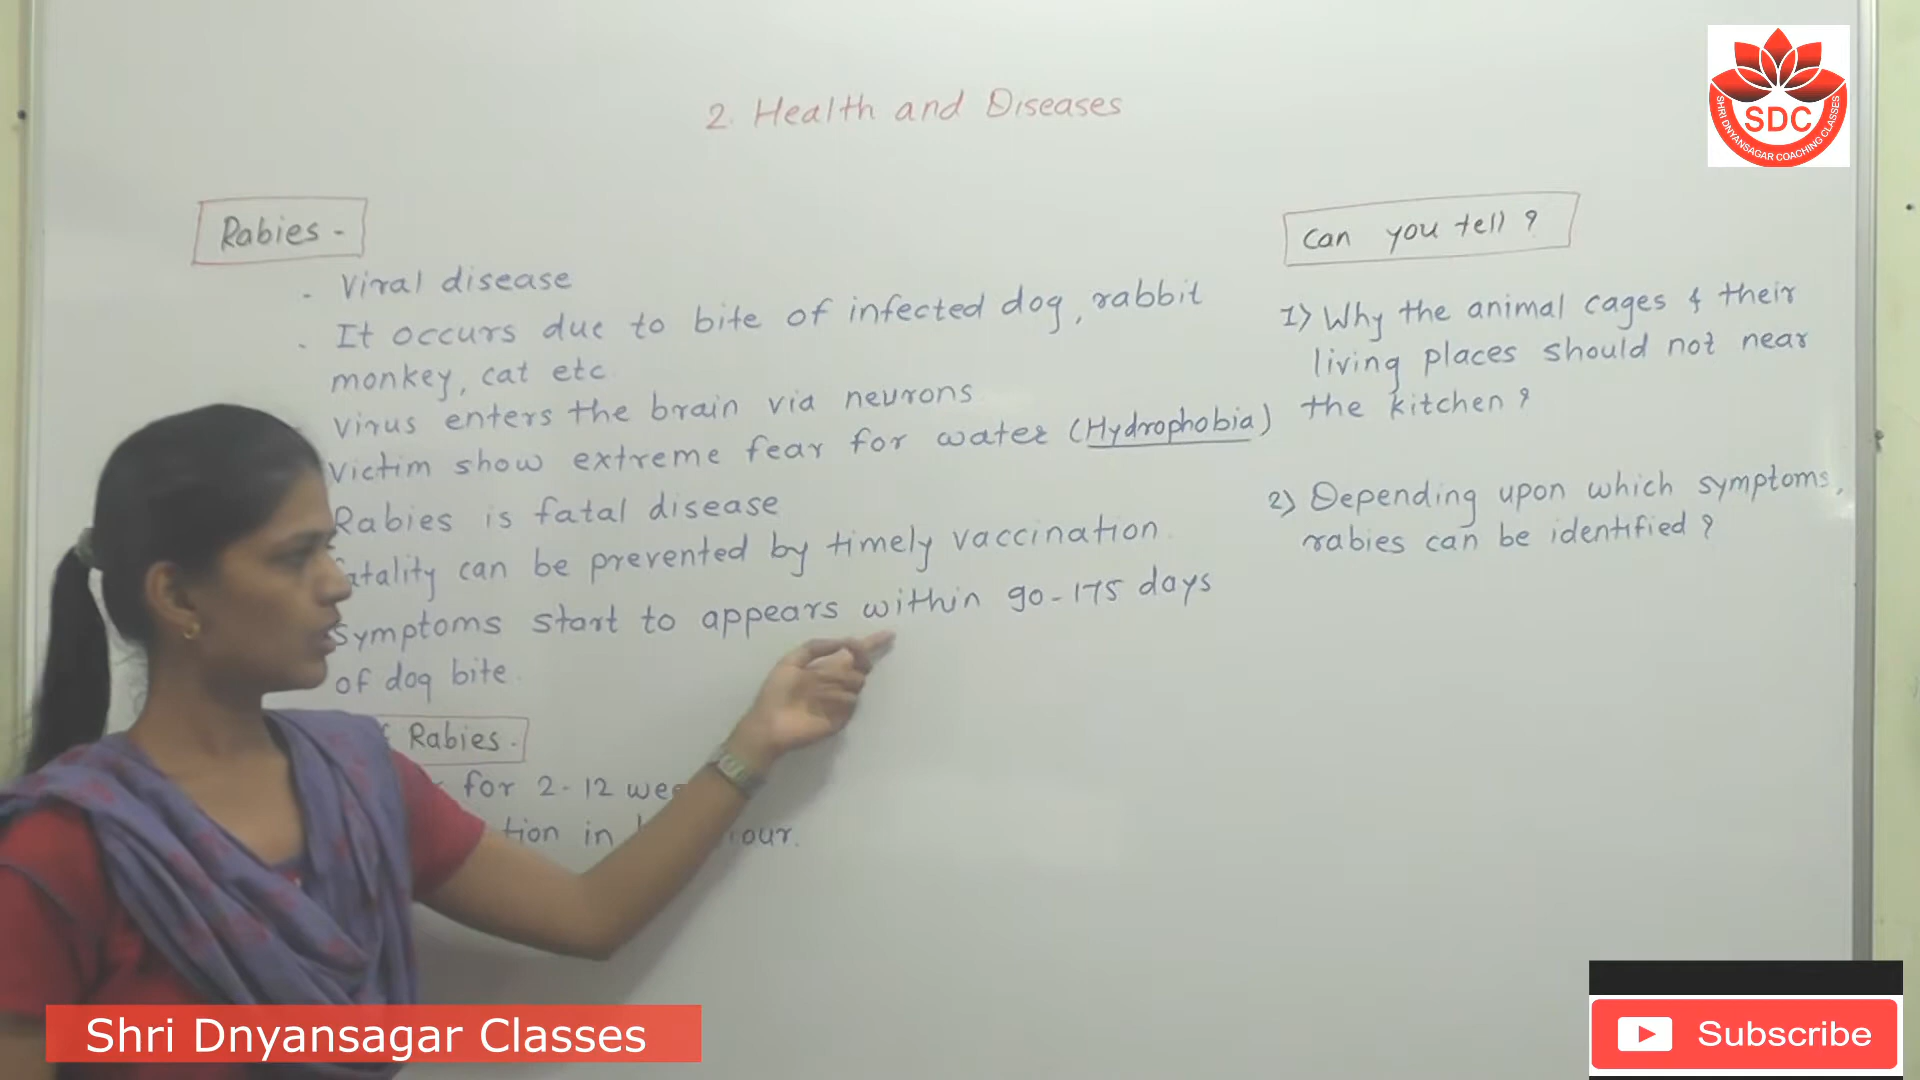 2. Health and Diseases
Rabies -
- Viral disease
- It occurs due to bite of infected dog, rabbit
monkey, cat etc
Virus enters the brain via neurons
Victim show extreme fear for water (Hydrophobia)
Rabies is fatal disease
can be prevented by timely vaccination.
Symptoms start to appears within 90-175 days
of dog bite.
Rabies.
for 2-12
in
Can you tell ?
1) Why the animal cages & their
living places should not near
the kitchen ?
2) Depending upon which symptoms,
rabies can be identified ?
SDC
SHRI DNYANSAGAR COACHING CLASSES
Shri Dnyansagar Classes
Subscribe